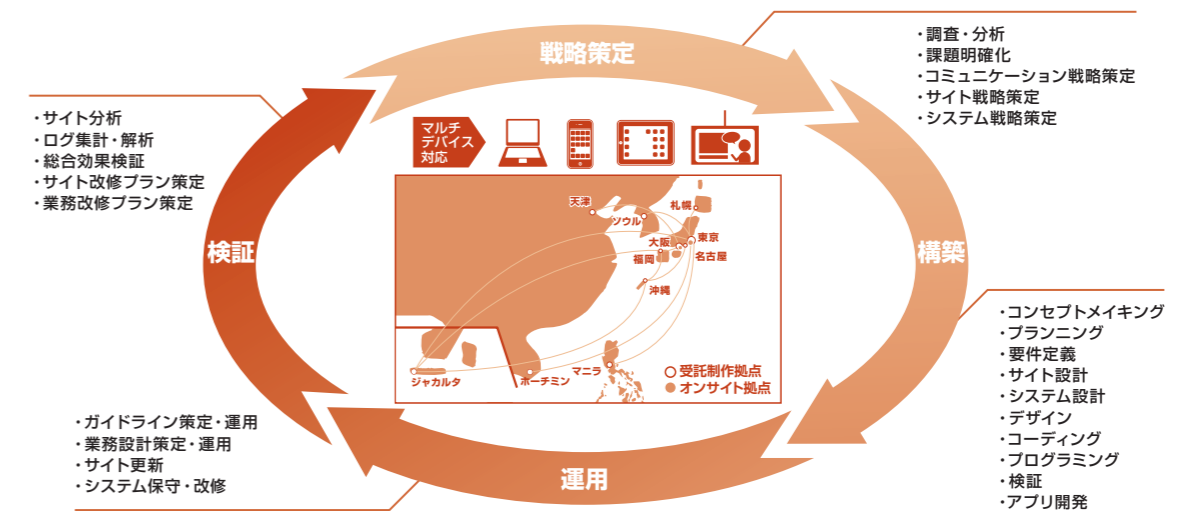 戦略策定
・調査・分析
・課題明確化
・コミュニケーション戦略策定
・サイト戦略策定
・システム戦略策定
・サイト分析
・ログ集計・解析
・総合効果検証
・サイト改修プラン策定
・業務改修プラン策定
マルチ
デバイス
対応
天津
ソウル
札幌
大阪
東京
福岡
名古屋
沖縄
ジャカルタ
ホーチミン
マニラ
受託制作拠点
オンサイト拠点
検証
構築
・コンセプトメイキング
・プランニング
・要件定義
・サイト設計
・システム設計
・デザイン
・コーディング
・プログラミング
・検証
・アプリ開発
・ガイドライン策定・運用
・業務設計策定・運用
・サイト更新
・システム保守・改修
運用